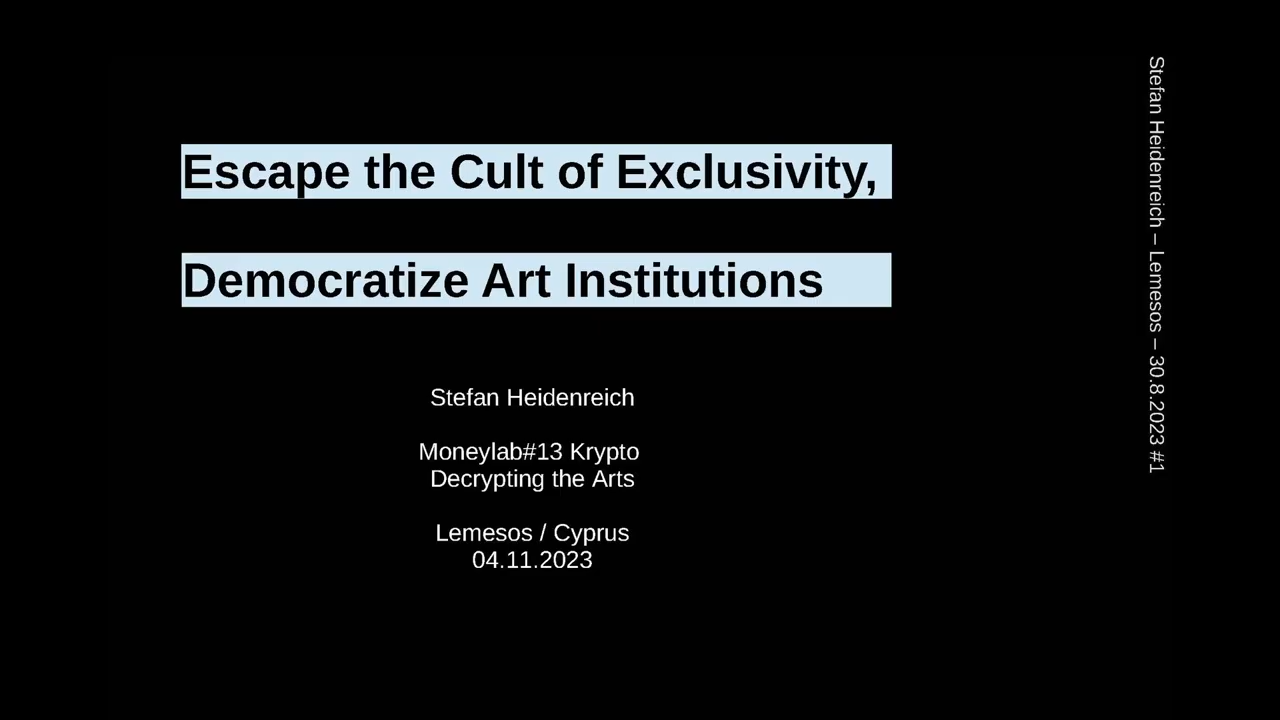 Escape the Cult of Exclusivity,
Democratize Art Institutions
Stefan Heidenreich
Moneylab#13 Krypto
Decrypting the Arts
Lemesos / Cyprus
04.11.2023
Stefan Heidenreich – Lemesos – 30.8.2023 #1